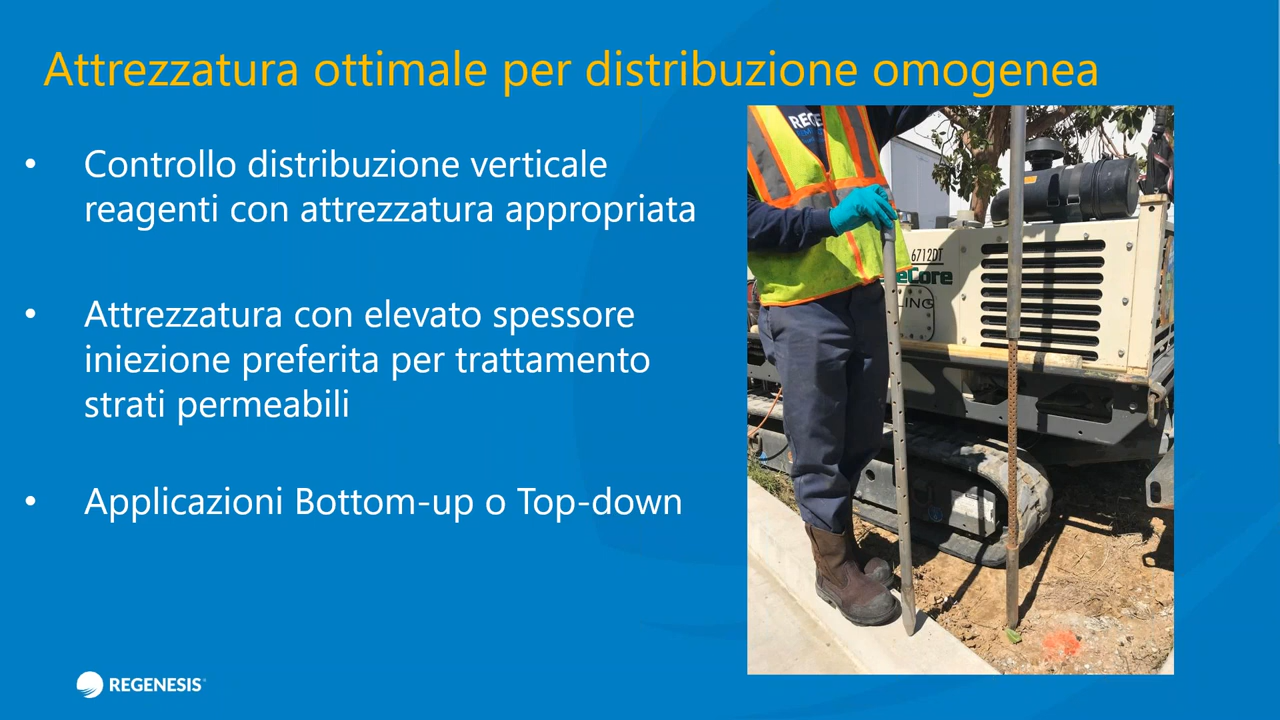 Attrezzatura ottimale per distribuzione omogenea
• Controllo distribuzione verticale
reagenti con attrezzatura appropriata
• Attrezzatura con elevato spessore
iniezione preferita per trattamento
strati permeabili
• Applicazioni Bottom-up o Top-down
REGE
6712DT
eCore
LING
REGENESIS